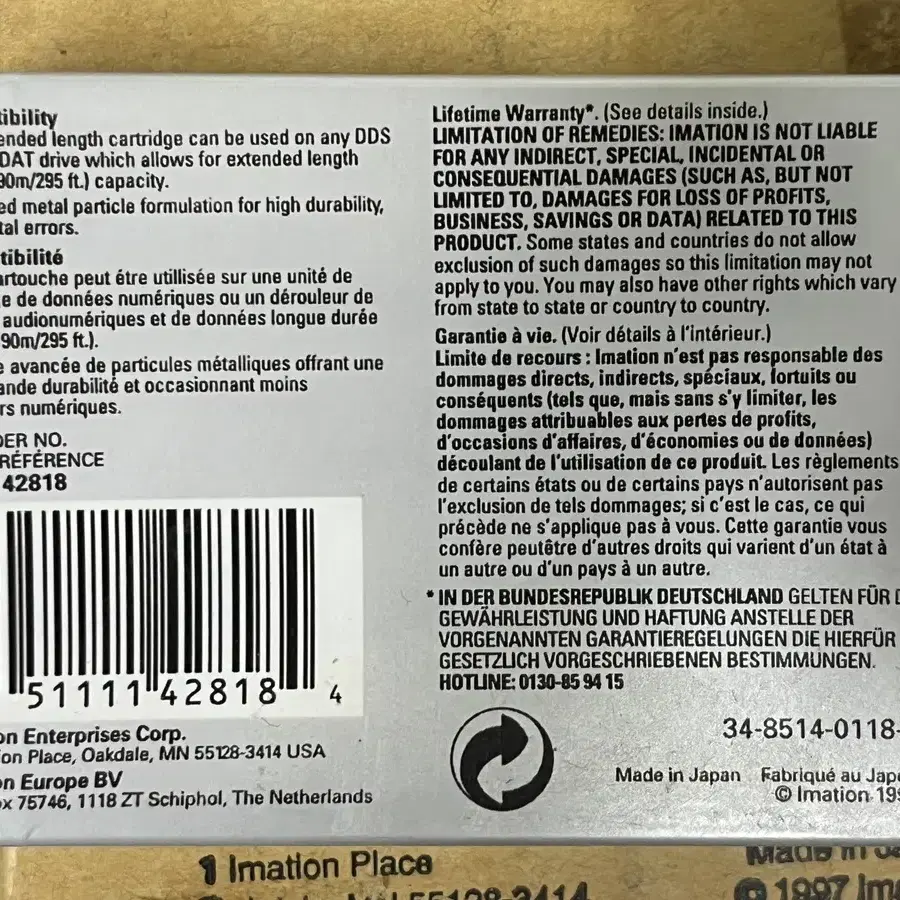 tibility
ended length cartridge can be used on any DDS
DAT drive which allows for extended length
90m/295 ft.) capacity.
ed metal particle formulation for high durability,
tal errors.
tibilité
artouche peut étre utilisée sur une unité de
e de données numériques ou un dérouleur de
audionumériques et de données longue durée
90m/295 ft.).
e avancée de particules métalliques offrant une
ande durabilité et occasionnant moins
rs numériques.
DER NO.
RÉFÉRENCE
42818
51111 42818 4
on Enterprises Corp.
ion Place, Oakdale, MN 55128-3414 USA
on Europe BV
x 75746, 1118 ZT Schiphol, The Netherlands
Lifetime Warranty*. (See details inside.)
LIMITATION OF REMEDIES: IMATION IS NOT LIABLE
FOR ANY INDIRECT, SPECIAL, INCIDENTAL OR
CONSEQUENTIAL DAMAGES (SUCH AS, BUT NOT
LIMITED TO, DAMAGES FOR LOSS OF PROFITS,
BUSINESS, SAVINGS OR DATA) RELATED TO THIS
PRODUCT. Some states and countries do not allow
exclusion of such damages so this limitation may not
apply to you. You may also have other rights which vary
from state to state or country to country.
Garantie à vie. (Voir détails à l'intérieur.)
Limite de recours : Imation n'est pas responsable des
dommages directs, indirects, spéciaux, fortuits ou
conséquents (tels que, mais sans s'y limiter, les
dommages attribuables aux pertes de profits,
d'occasions d'affaires, d'économies ou de données)
découlant de l'utilisation de ce produit. Les règlements
de certains états ou de certains pays n'autorisent pas
l'exclusion de tels dommages; si c'est le cas, ce qui
précède ne s'applique pas à vous. Cette garantie vous
confère peutêtre d'autres droits qui varient d'un état à
un autre ou d'un pays à un autre.
* IN DER BUNDESREPUBLIK DEUTSCHLAND GELTEN FÜR
GEWÄHRLEISTUNG UND HAFTUNG ANSTELLE DER
VORGENANNTEN GARANTIEREGELUNGEN DIE HIERFÜR
GESETZLICH VORGESCHRIEBENEN BESTIMMUNGEN.
HOTLINE: 0130-85 94 15
34-8514-0118-
Made in Japan Fabriqué au Jap
© Imation 19
1 Imation Place
Made in
© 1997 Im